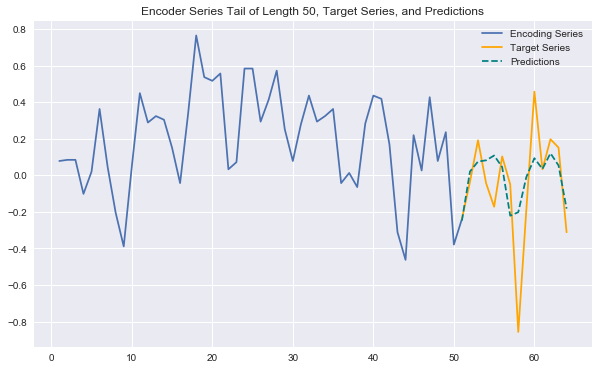 Encoder Series Tail of Length 50, Target Series, and Predictions
Encoding Series
Target Series
Predictions
0.8
0.6
0.4
0.2
0.0
−0.2
−0.4
−0.6
−0.8
0 10 20 30 40 50 60